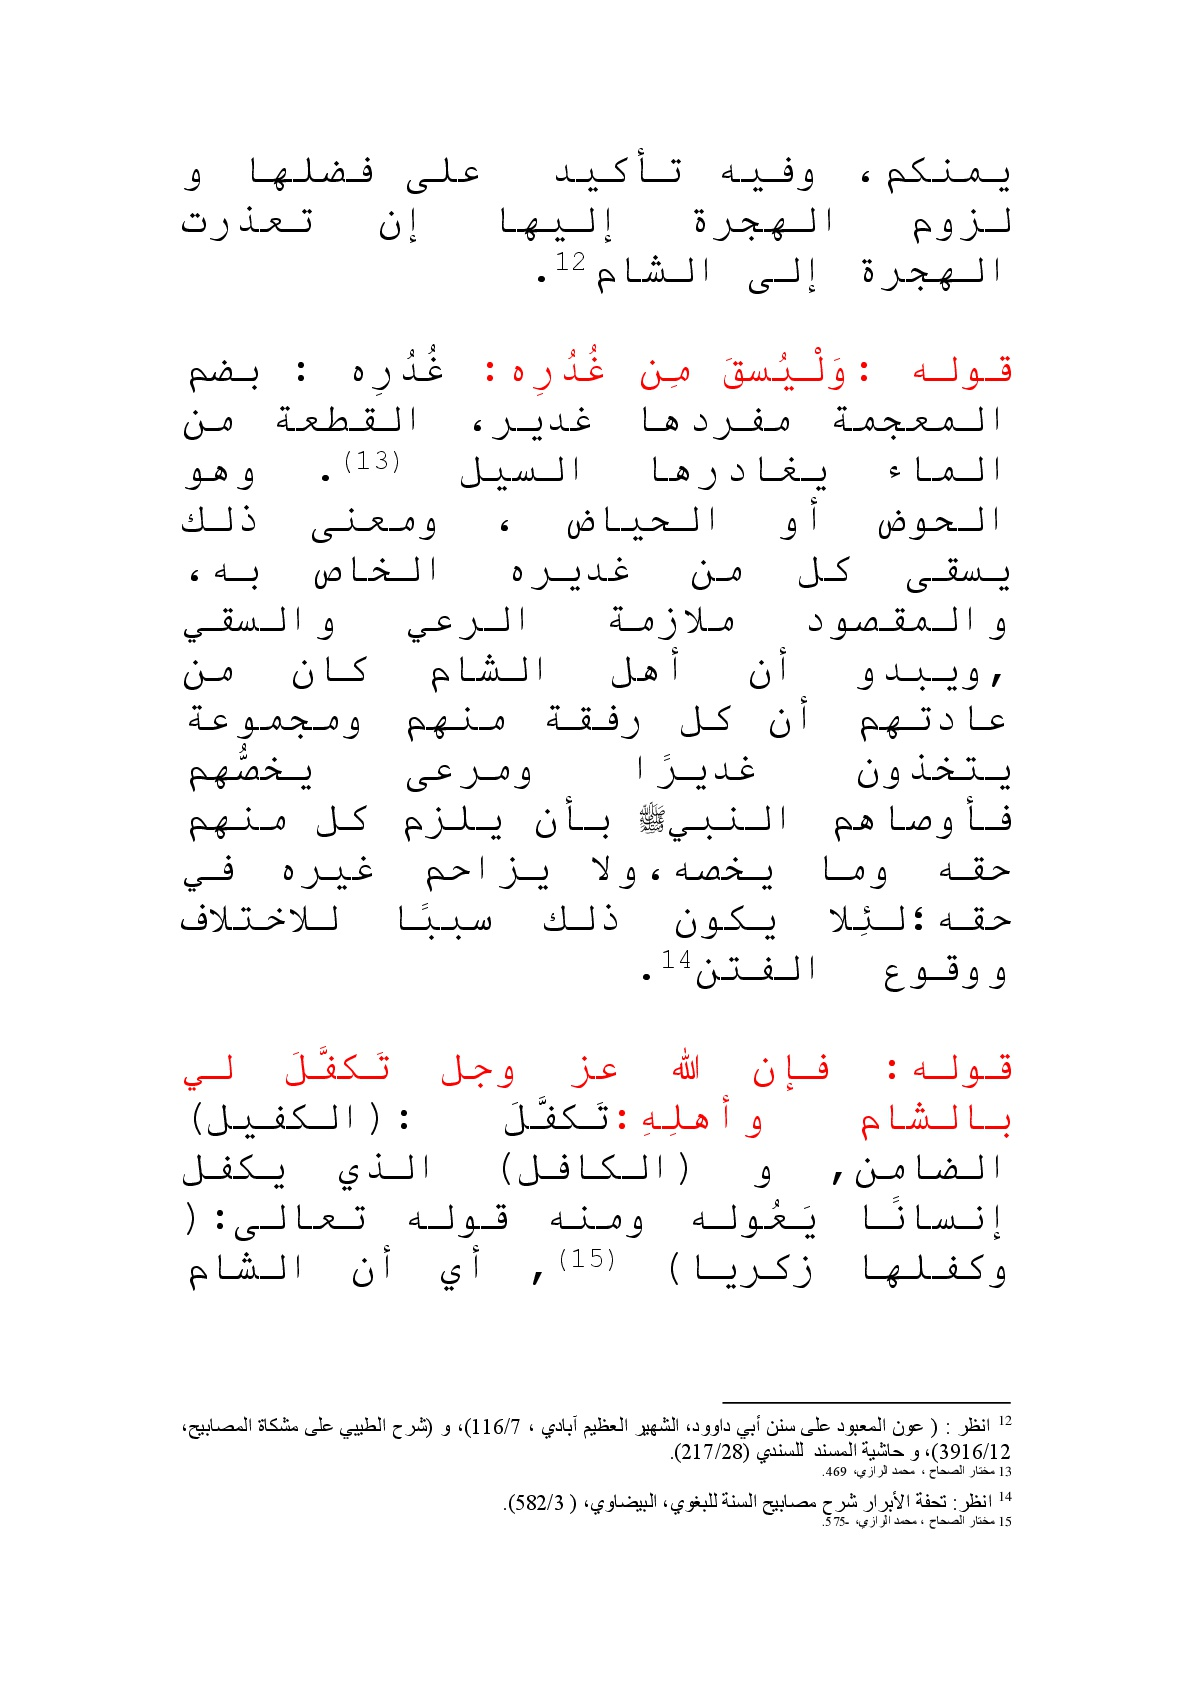 يمنكم، وفيه تأكيد على فضلها و
لزوم الهجرة إليها إن تعذرت
الهجرة إلى الشام12.
قوله :وَلْيُسقَ مِن غُدُرِه: غُدُرِه : بضم
المعجمة مفردها غدير، القطعة من
الماء يغادرها السيل (13). وهو
الحوض أو الحياض ، ومعنى ذلك
يسقى كل من غديره الخاص به،
والمقصود ملازمة الرعي والسقي
,ويبدو أن أهل الشام كان من
عادتهم أن كل رفقة منهم ومجموعة
يتخذون غديرًا ومرعى يخصُّهم
فأوصاهم النبيﷺ بأن يلزم كل منهم
حقه وما يخصه،ولا يزاحم غيره في
حقه؛لئِلا يكون ذلك سببًا للاختلاف
ووقوع الفتن14.
قوله: فإن الله عز وجل تَكفَّلَ لي
بالشام وأهلِهِ:تَكفَّلَ :(الكفيل)
الضامن, و (الكافل) الذي يكفل
إنسانًا يَعُوله ومنه قوله تعالى:(
وكفلها زكريا) (15), أي أن الشام
12 انظر : ( عون المعبود على سنن أبي داوود، الشهير العظيم آبادي ، 116/7)، و (شرح الطيبي على مشكاة المصابيح،
3916/12)، و حاشية المسند للسندي (217/28).
13 مختار الصحاح ، محمد الرازي، 469.
14 انظر: تحفة الأبرار شرح مصابيح السنة للبغوي، البيضاوي، ( 582/3).
15 مختار الصحاح ، محمد الرازي، -575.